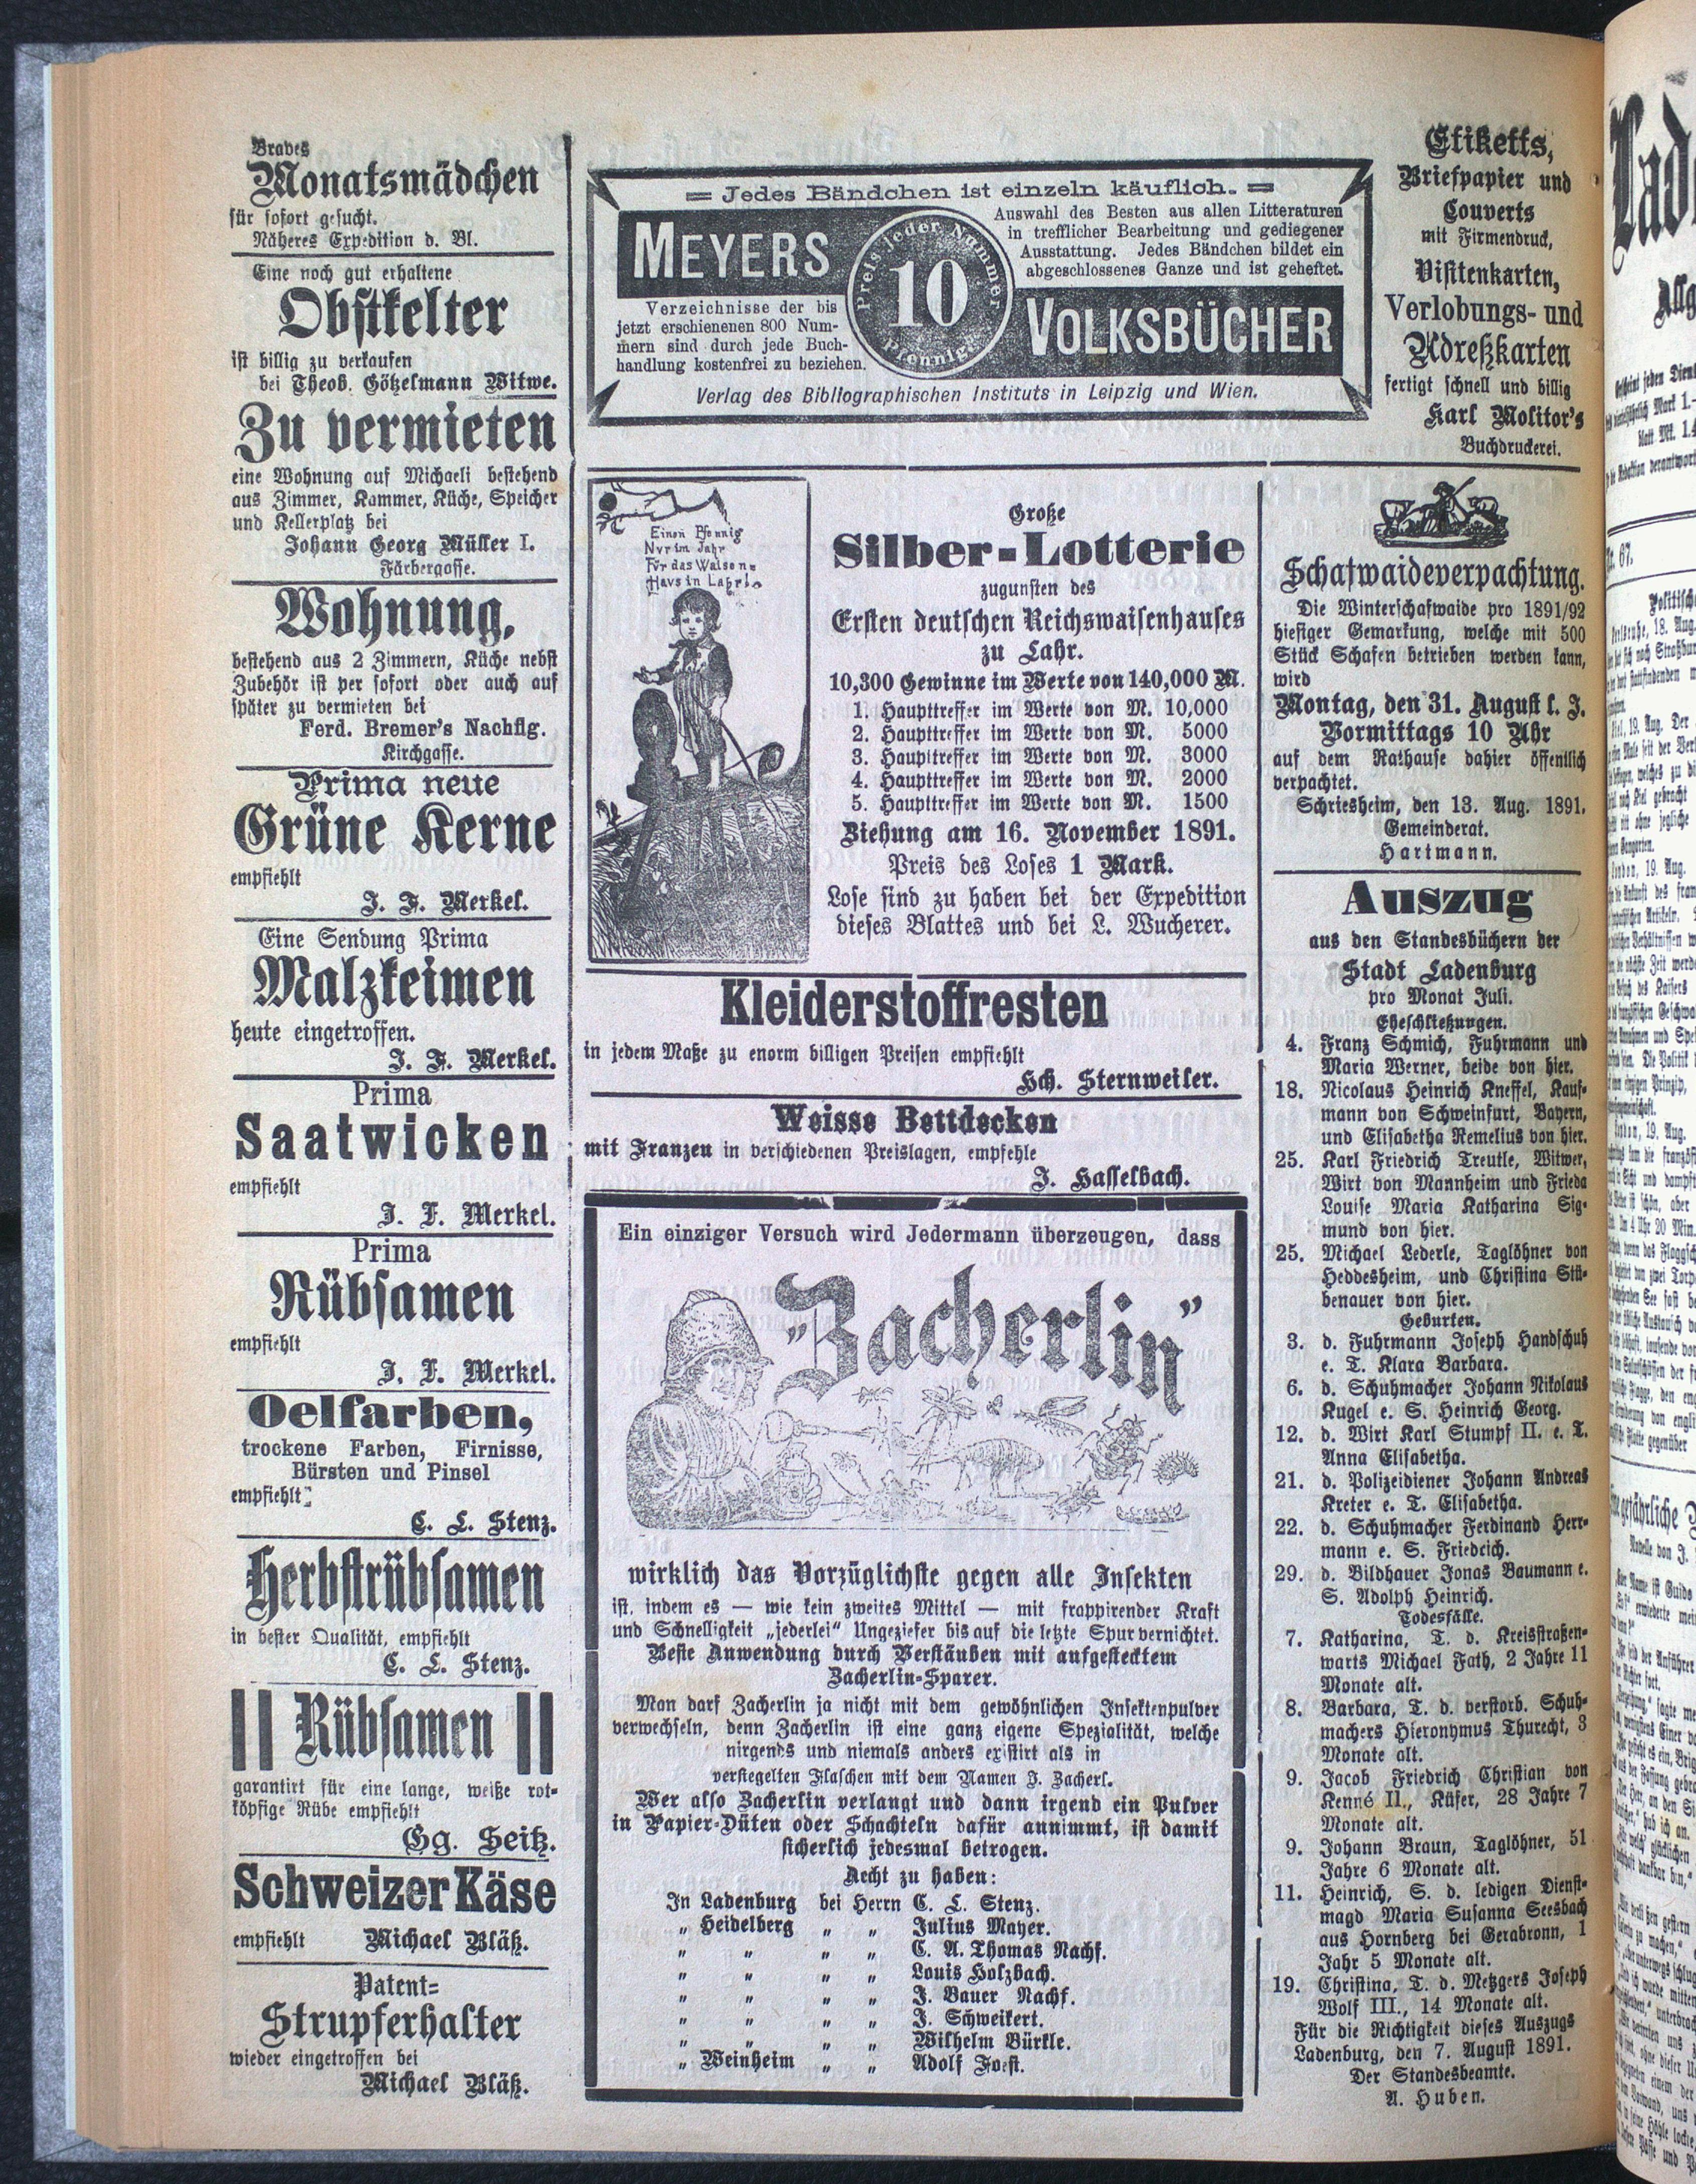 Braves
Monatsmädchen
für sofort gesucht.
Näheres Expedition d. Bl.
Eine noch gut erhaltene
Obstkelter
ist billig zu verkaufen
bei Theod. Götzelmann Witwe.
Zu vermieten
eine Wohnung auf Michaeli bestehend
aus Zimmer, Kammer, Küche, Speicher
und Kellerplatz bei
Johann Georg Müller I.
Färbergasse.
Wohnung,
bestehend aus 2 Zimmern, Küche nebst
Zubehör ist per sofort oder auch auf
später zu vermieten bei
Ferd. Bremer's Nachflg.
Kirchgasse.
Prima neue
Grüne Kerne
empfiehlt
J. F. Merkel.
Eine Sendung Prima
Malzkeimen
heute eingetroffen.
J. F. Merkel.
Prima
Saatwicken
empfiehlt
J. F. Merkel.
Prima
Rübsamen
empfiehlt
J. F. Merkel.
Oelfarben,
trockene Farben, Firnisse,
Bürsten und Pinsel
empfiehlt
C. L. Stenz.
Herbstrübsamen
in bester Qualität, empfiehlt
C. L. Stenz.
Rübsamen
garantirt für eine lange, weiße rot-
köpfige Rübe empfiehlt
Gg. Seitz.
Schweizer Käse
empfiehlt Michael Bläß.
Patent-
Strupferhalter
wieder eingetroffen bei
Michael Bläß.
= Jedes Bändchen ist einzeln käuflich. =
MEYERS
Auswahl des Besten aus allen Litteraturen
in trefflicher Bearbeitung und gediegener
Ausstattung. Jedes Bändchen bildet ein
abgeschlossenes Ganze und ist geheftet.
Preis jeder Nummer
10
Pfennig.
Verzeichnisse der bis
jetzt erschienenen 800 Num-
mern sind durch jede Buch-
handlung kostenfrei zu beziehen.
VOLKSBÜCHER
Verlag des Bibliographischen Instituts in Leipzig und Wien.
Einen Pfennig
Nvr im Jahr
Fvr das Waisen=
Havs in Lahr!
Große
Silber-Lotterie
zugunsten des
Ersten deutschen Reichswaisenhauses
zu Lahr.
10,300 Gewinne im Werte von 140,000 M.
1. Haupttreffer im Werte von M. 10,000
2. Haupttreffer im Werte von M. 5000
3. Haupttreffer im Werte von M. 3000
4. Haupttreffer im Werte von M. 2000
5. Haupttreffer im Werte von M. 1500
Ziehung am 16. November 1891.
Preis des Loses 1 Mark.
Lose sind zu haben bei der Expedition
dieses Blattes und bei L. Wucherer.
Kleiderstoffresten
in jedem Maße zu enorm billigen Preisen empfiehlt
Hch. Sternweiler.
Weisse Bettdecken
mit Franzen in verschiedenen Preislagen, empfehle
J. Hasselbach.
Ein einziger Versuch wird Jedermann überzeugen, dass
„Zacherlin”
wirklich das Vorzüglichste gegen alle Insekten
ist, indem es — wie kein zweites Mittel — mit frappirender Kraft
und Schnelligkeit „jederlei“ Ungeziefer bis auf die letzte Spur vernichtet.
Beste Anwendung durch Verstäuben mit aufgestecktem
Zacherlin-Sparer.
Man darf Zacherlin ja nicht mit dem gewöhnlichen Insektenpulver
verwechseln, denn Zacherlin ist eine ganz eigene Spezialität, welche
nirgends und niemals anders existirt als in
versiegelten Flaschen mit dem Namen J. Zacherl.
Wer also Zacherlin verlangt und dann irgend ein Pulver
in Papier-Düten oder Schachteln dafür annimmt, ist damit
sicherlich jedesmal betrogen.
Aecht zu haben:
In Ladenburg bei Herrn C. L. Stenz.
„ Heidelberg „ „ Julius Mayer.
„ „ „ „ C. A. Thomas Nachf.
„ „ „ „ Louis Holzbach.
„ „ „ „ J. Bauer Nachf.
„ „ „ „ J. Schweikert.
„ „ „ „ Wilhelm Bürkle.
„ Weinheim „ „ Adolf Forst.
Etiketts,
Briefpapier und
Couverts
mit Firmendruck,
Visitenkarten,
Verlobungs- und
Adreßkarten
fertigt schnell und billig
Karl Molitor's
Buchdruckerei.
Schafwaideverpachtung.
Die Winterschafwaide pro 1891/92
hiesiger Gemarkung, welche mit 500
Stück Schafen betrieben werden kann,
wird
Montag, den 31. August l. J.
Vormittags 10 Uhr
auf dem Rathause dahier öffentlich
verpachtet.
Schriesheim, den 13. Aug. 1891.
Gemeinderat.
Hartmann.
Auszug
aus den Standesbüchern der
Stadt Ladenburg
pro Monat Juli.
Eheschließungen.
4. Franz Schmich, Fuhrmann und
Maria Werner, beide von hier.
18. Nicolaus Heinrich Kneffel, Kauf-
mann von Schweinfurt, Bayern,
und Elisabetha Remelius von hier.
25. Karl Friedrich Treutle, Witwer,
Wirt von Mannheim und Frieda
Louise Maria Katharina Sig-
mund von hier.
25. Michael Lederle, Taglöhner von
Heddesheim, und Christina Stü-
benauer von hier.
Geburten.
3. d. Fuhrmann Joseph Handschuh
e. T. Klara Barbara.
6. d. Schuhmacher Johann Nikolaus
Kugel e. S. Heinrich Georg.
12. d. Wirt Karl Stumpf II. e. T.
Anna Elisabetha.
21. d. Polizeidiener Johann Andreas
Kreter e. T. Elisabetha.
22. d. Schuhmacher Ferdinand Herr-
mann e. S. Friedrich.
29. d. Bildhauer Jonas Baumann e.
S. Adolph Heinrich.
Todesfälle.
7. Katharina, T. d. Kreisstraßen-
warts Michael Fath, 2 Jahre 11
Monate alt.
8. Barbara, T. d. verstorb. Schuh-
machers Hieronymus Thurecht, 3
Monate alt.
9. Jacob Friedrich Christian von
Kenné II., Küfer, 28 Jahre 7
Monate alt.
9. Johann Braun, Taglöhner, 51
Jahre 6 Monate alt.
11. Heinrich, S. d. ledigen Dienst-
magd Maria Susanna Seesbach
aus Hornberg bei Gerabronn, 1
Jahr 5 Monate alt.
19. Christina, T. d. Metzgers Joseph
Wolf III., 14 Monate alt.
Für die Richtigkeit dieses Auszugs
Ladenburg, den 7. August 1891.
Der Standesbeamte.
A. Huben.